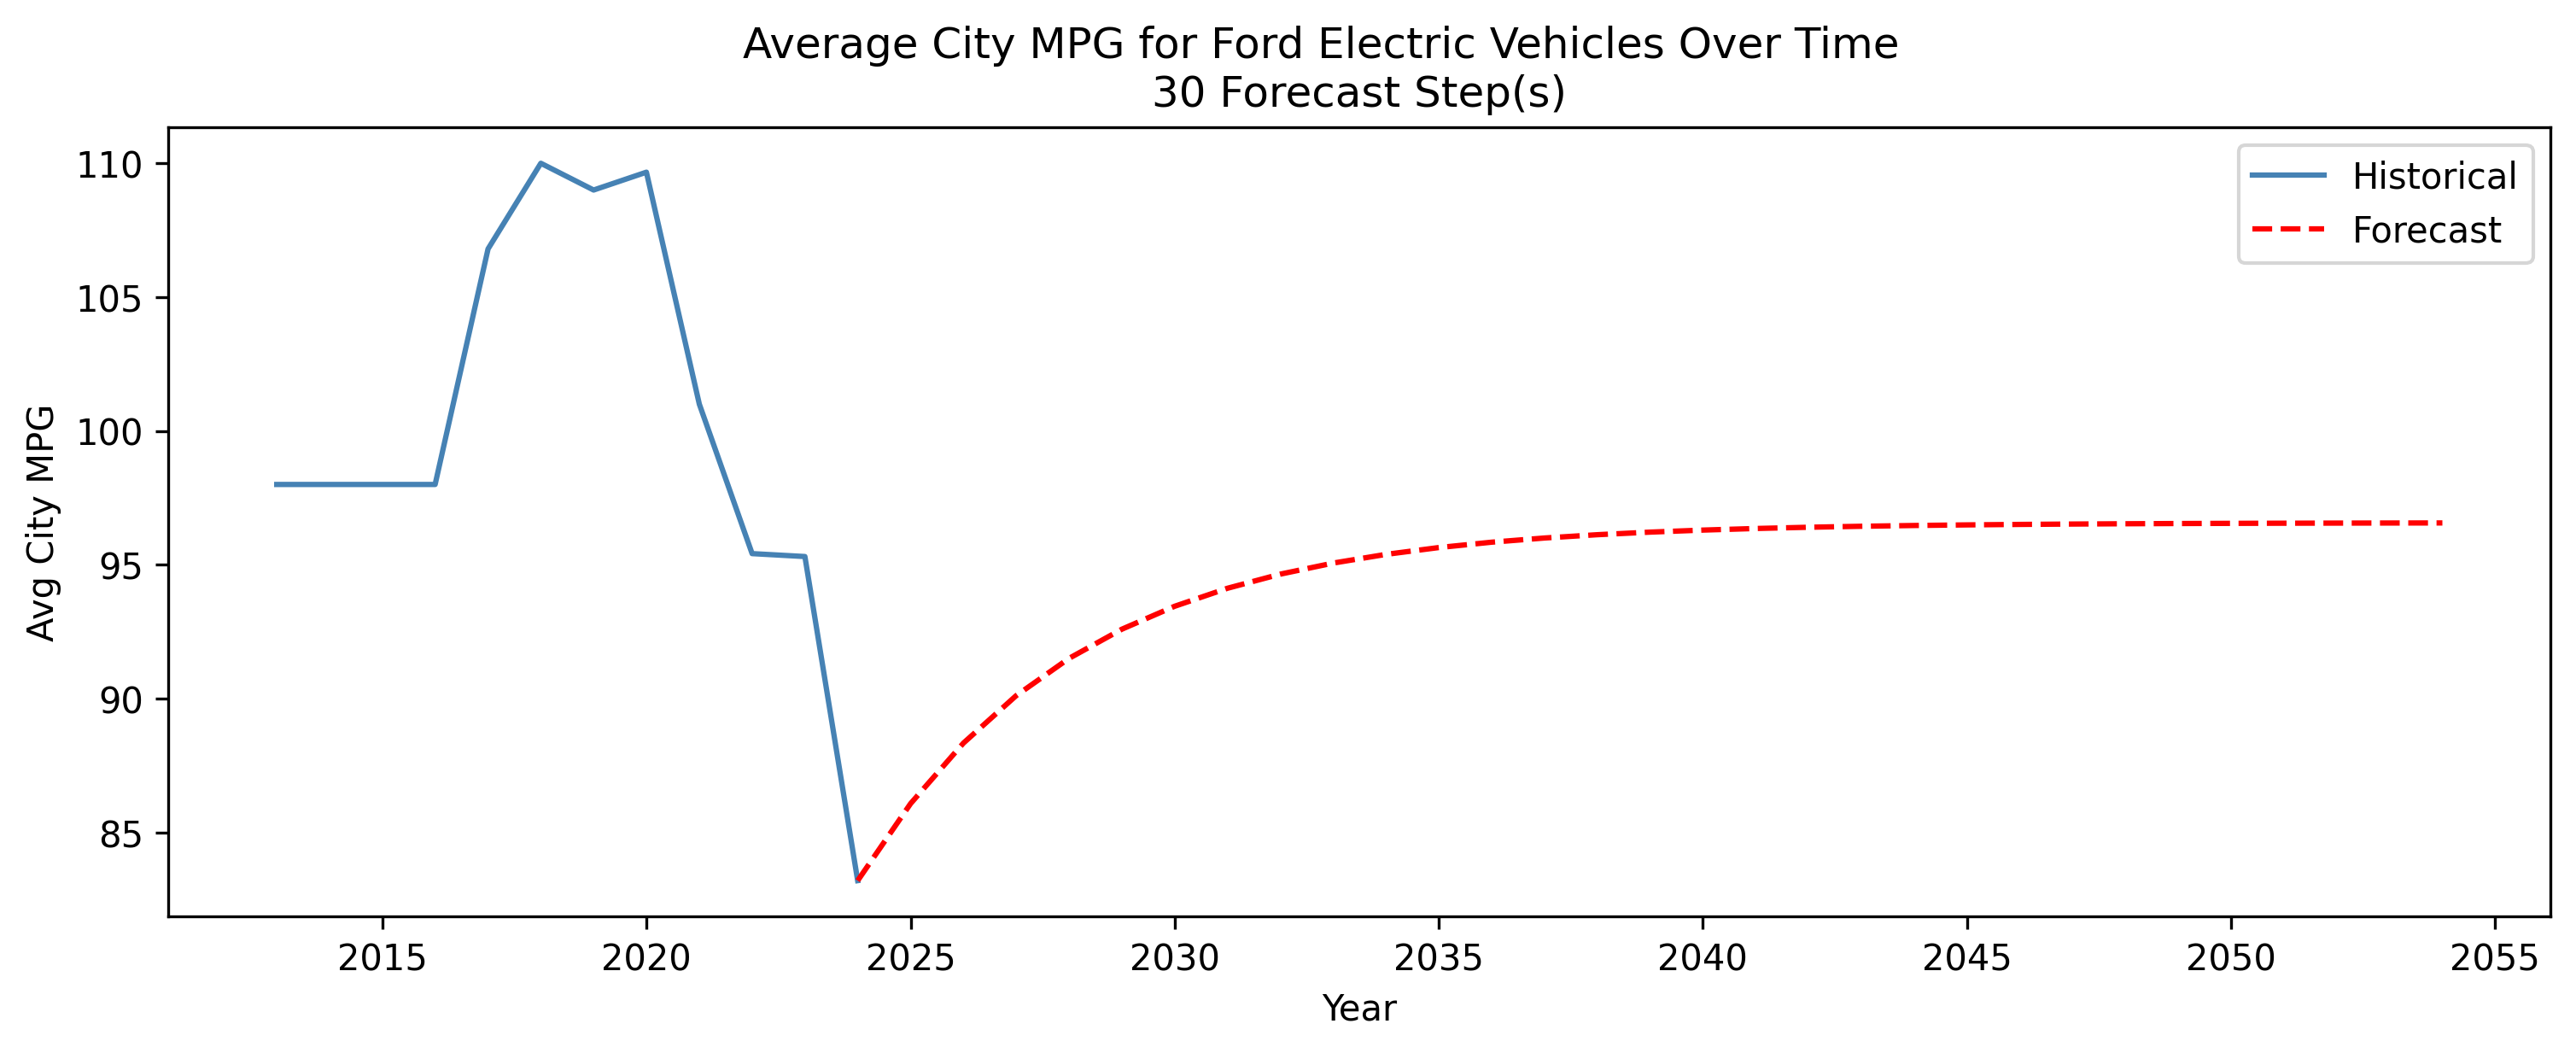 Average City MPG for Ford Electric Vehicles Over Time
30 Forecast Step(s)
Historical
Forecast
Avg City MPG
110
105
100
95
90
85
2015
2020
2025
2030
2035
2040
2045
2050
2055
Year